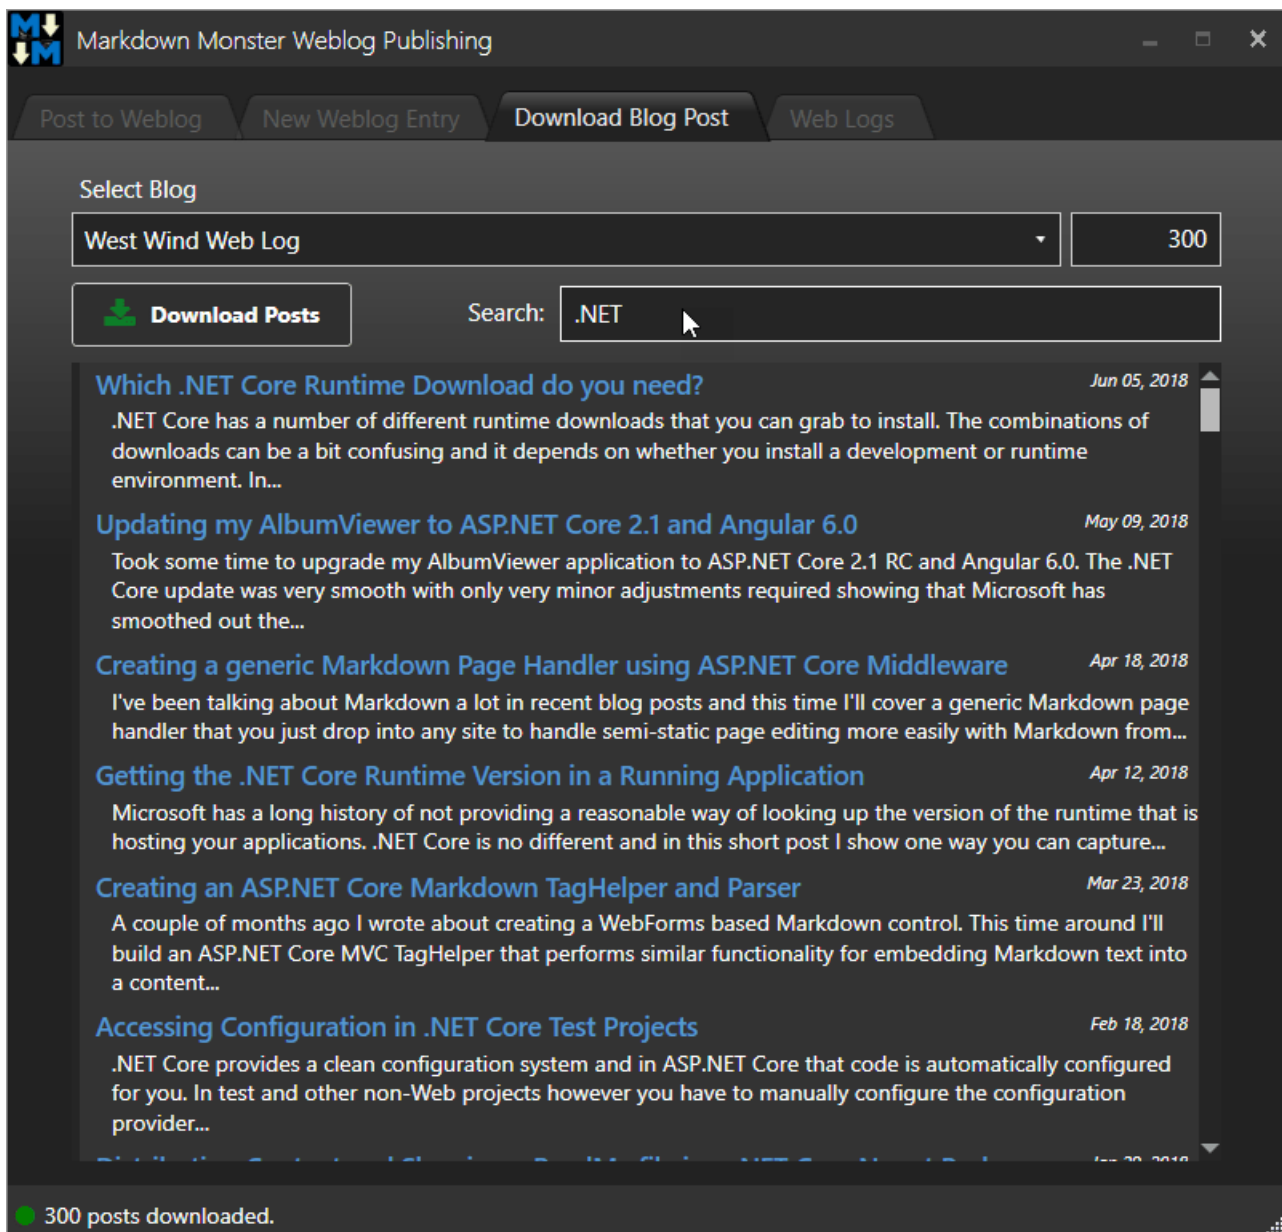 Markdown Monster Weblog Publishing
Post to Weblog
New Weblog Entry
Download Blog Post
Web Logs
Select Blog
West Wind Web Log
300
Download Posts
Search:
.NET
Which .NET Core Runtime Download do you need?
Jun 05, 2018
.NET Core has a number of different runtime downloads that you can grab to install. The combinations of
downloads can be a bit confusing and it depends on whether you install a development or runtime
environment. In...
Updating my AlbumViewer to ASP.NET Core 2.1 and Angular 6.0
May 09, 2018
Took some time to upgrade my AlbumViewer application to ASP.NET Core 2.1 RC and Angular 6.0. The .NET
Core update was very smooth with only very minor adjustments required showing that Microsoft has
smoothed out the...
Creating a generic Markdown Page Handler using ASP.NET Core Middleware
Apr 18, 2018
I've been talking about Markdown a lot in recent blog posts and this time I'll cover a generic Markdown page
handler that you just drop into any site to handle semi-static page editing more easily with Markdown from...
Getting the .NET Core Runtime Version in a Running Application
Apr 12, 2018
Microsoft has a long history of not providing a reasonable way of looking up the version of the runtime that is
hosting your applications. .NET Core is no different and in this short post I show one way you can capture...
Creating an ASP.NET Core Markdown TagHelper and Parser
Mar 23, 2018
A couple of months ago I wrote about creating a WebForms based Markdown control. This time around I'll
build an ASP.NET Core MVC TagHelper that performs similar functionality for embedding Markdown text into
a content...
Accessing Configuration in .NET Core Test Projects
Feb 18, 2018
.NET Core provides a clean configuration system and in ASP.NET Core that code is automatically configured
for you. In test and other non-Web projects however you have to manually configure the configuration
provider...
300 posts downloaded.